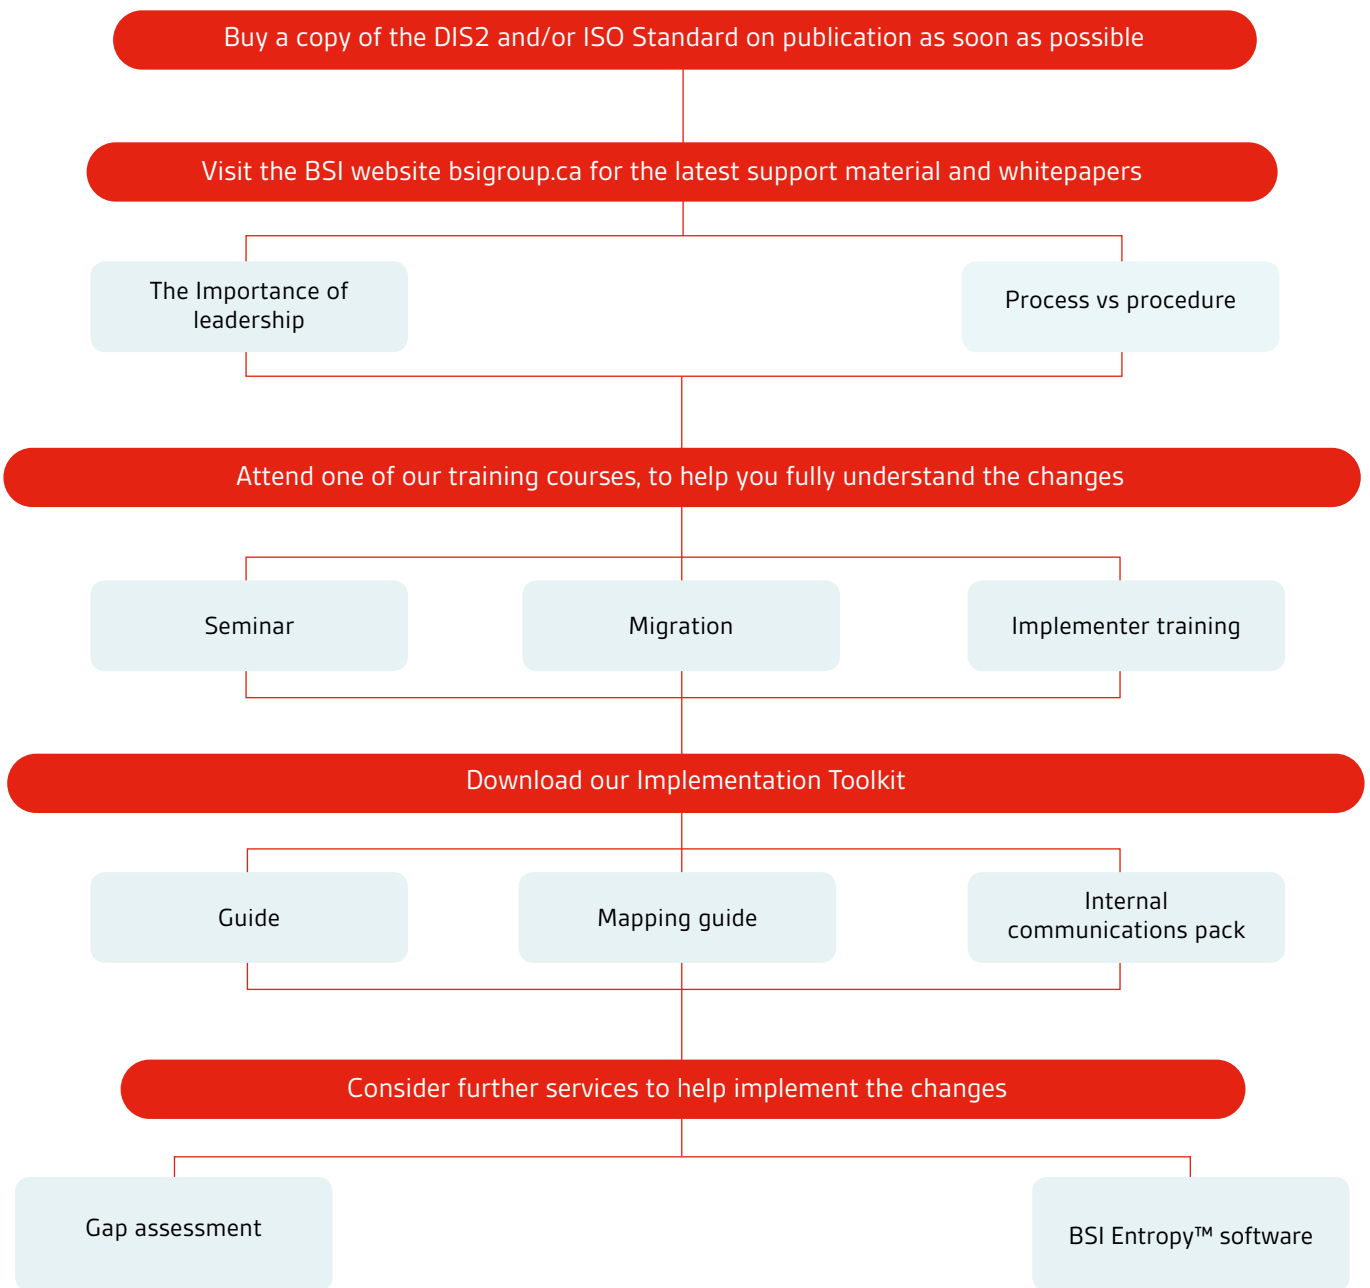 Buy a copy of the DIS2 and/or ISO Standard on publication as soon as possible
Visit the BSI website bsigroup.ca for the latest support material and whitepapers
The Importance of
leadership
Process vs procedure
Attend one of our training courses, to help you fully understand the changes
Seminar
Migration
Implementer training
Download our Implementation Toolkit
Guide
Mapping guide
Internal
communications pack
Consider further services to help implement the changes
Gap assessment
BSI Entropy™ software